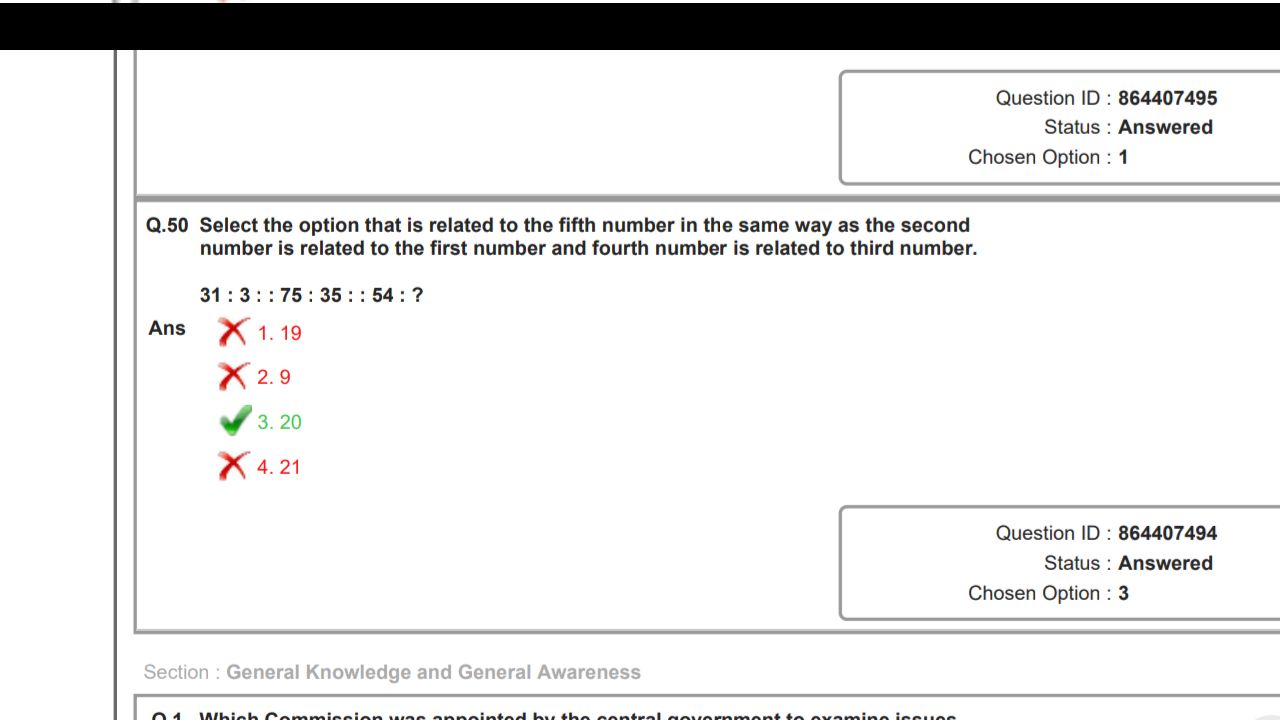 Question ID : 864407495
Status : Answered
Chosen Option : 1
Q.50 Select the option that is related to the fifth number in the same way as the second
number is related to the first number and fourth number is related to third number.
31 : 3 : : 75 : 35 : : 54 : ?
Ans 1. 19
2. 9
3. 20
4. 21
Question ID : 864407494
Status : Answered
Chosen Option : 3
Section : General Knowledge and General Awareness
Q.1 Which Commission was appointed by the central government to examine issues